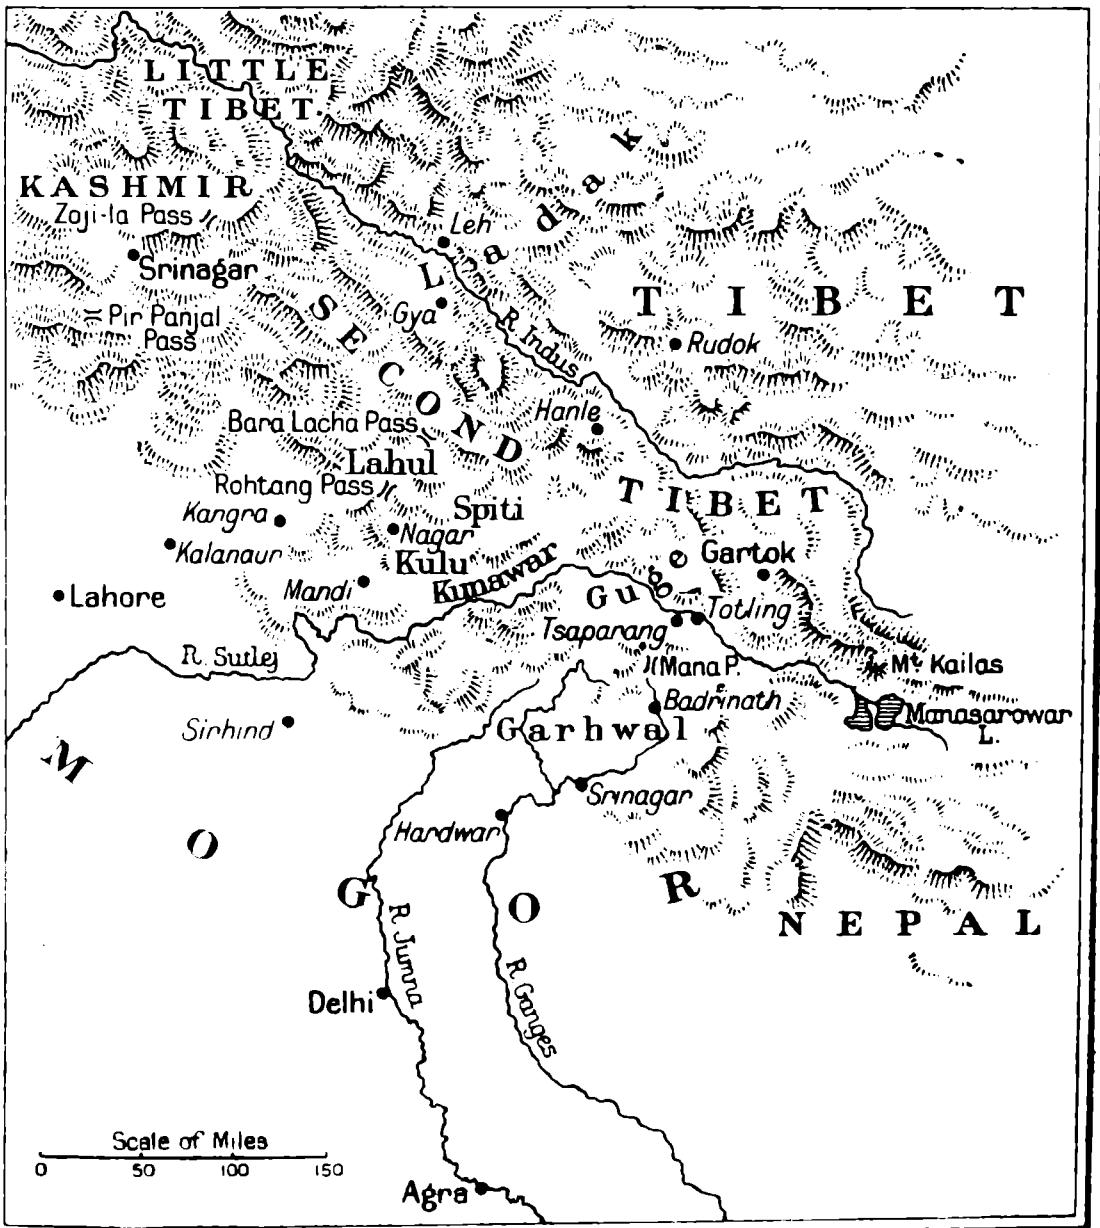 LITTLE
TIBET
KASHMIR
Zoji-la Pass
Leh
Ladak
Srinagar
SECOND
TIBET
Gya
Pir Panjal
Pass
R. Indus
Rudok
Hanle
Bara Lacha Pass
Lahul
TIBET
Rohtang Pass
Spiti
Kangra
Nagar
Kalanaur
Kulu
Kunawar
Guge
Gartok
Mandi
Lahore
Totling
Tsaparang
R. Sutlej
Mana P.
Mt Kailas
Badrinath
Manasarowar
L.
Sirhind
Garhwal
MOGOR
Srinagar
Hardwar
NEPAL
R. Jumna
R. Ganges
Delhi
Scale of Miles
0 50 100 150
Agra